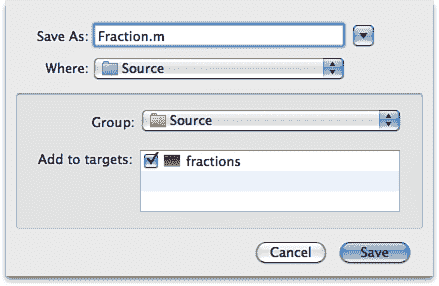 Save As: Fraction.m
Where: Source
Group: Source
Add to targets: fractions
Cancel Save